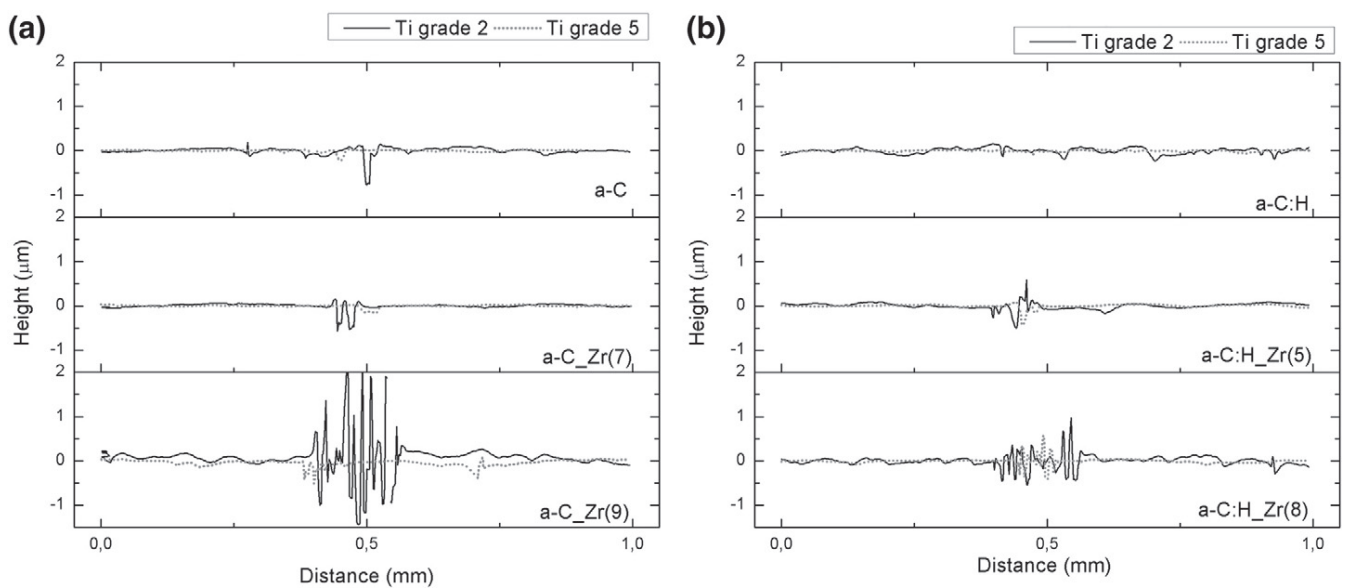 (a)
Ti grade 2 Ti grade 5
2
1
0
-1
a-C
2
1
0
-1
a-C_Zr(7)
2
1
0
-1
a-C_Zr(9)
0,0 0,5 1,0
Height (μm)
Distance (mm)
(b)
Ti grade 2 Ti grade 5
2
1
0
-1
a-C:H
2
1
0
-1
a-C:H_Zr(5)
2
1
0
-1
a-C:H_Zr(8)
0,0 0,5 1,0
Height (μm)
Distance (mm)